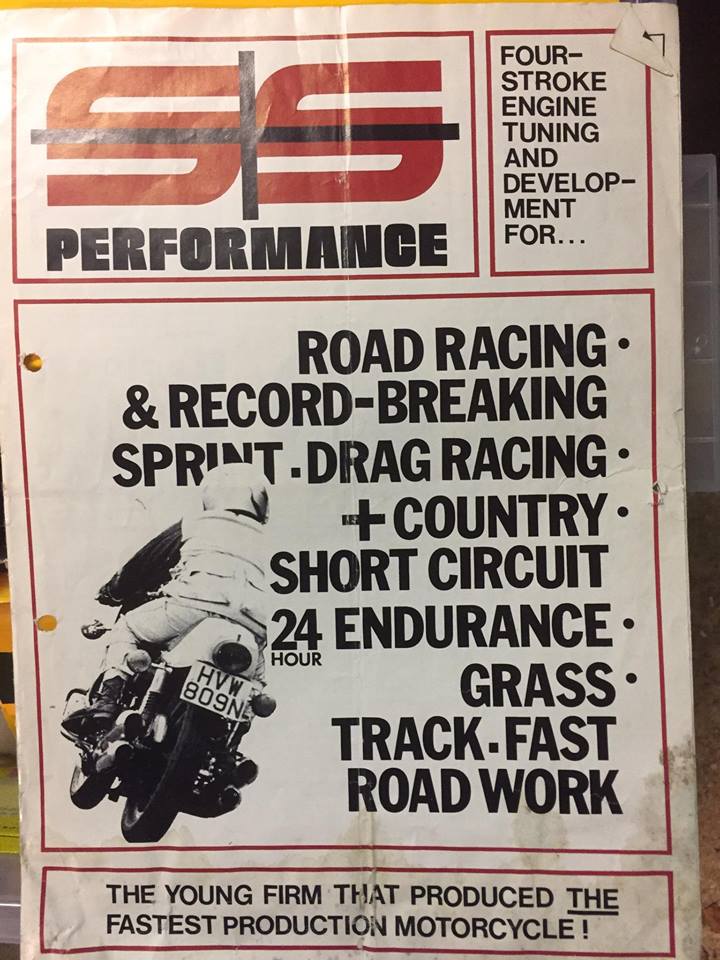 S+S
PERFORMANCE
FOUR-
STROKE
ENGINE
TUNING
AND
DEVELOP-
MENT
FOR...
ROAD RACING •
& RECORD-BREAKING
SPRINT • DRAG RACING •
+ COUNTRY •
SHORT CIRCUIT
24 HOUR ENDURANCE •
GRASS •
TRACK • FAST
ROAD WORK
HVW
809N
THE YOUNG FIRM THAT PRODUCED THE
FASTEST PRODUCTION MOTORCYCLE!